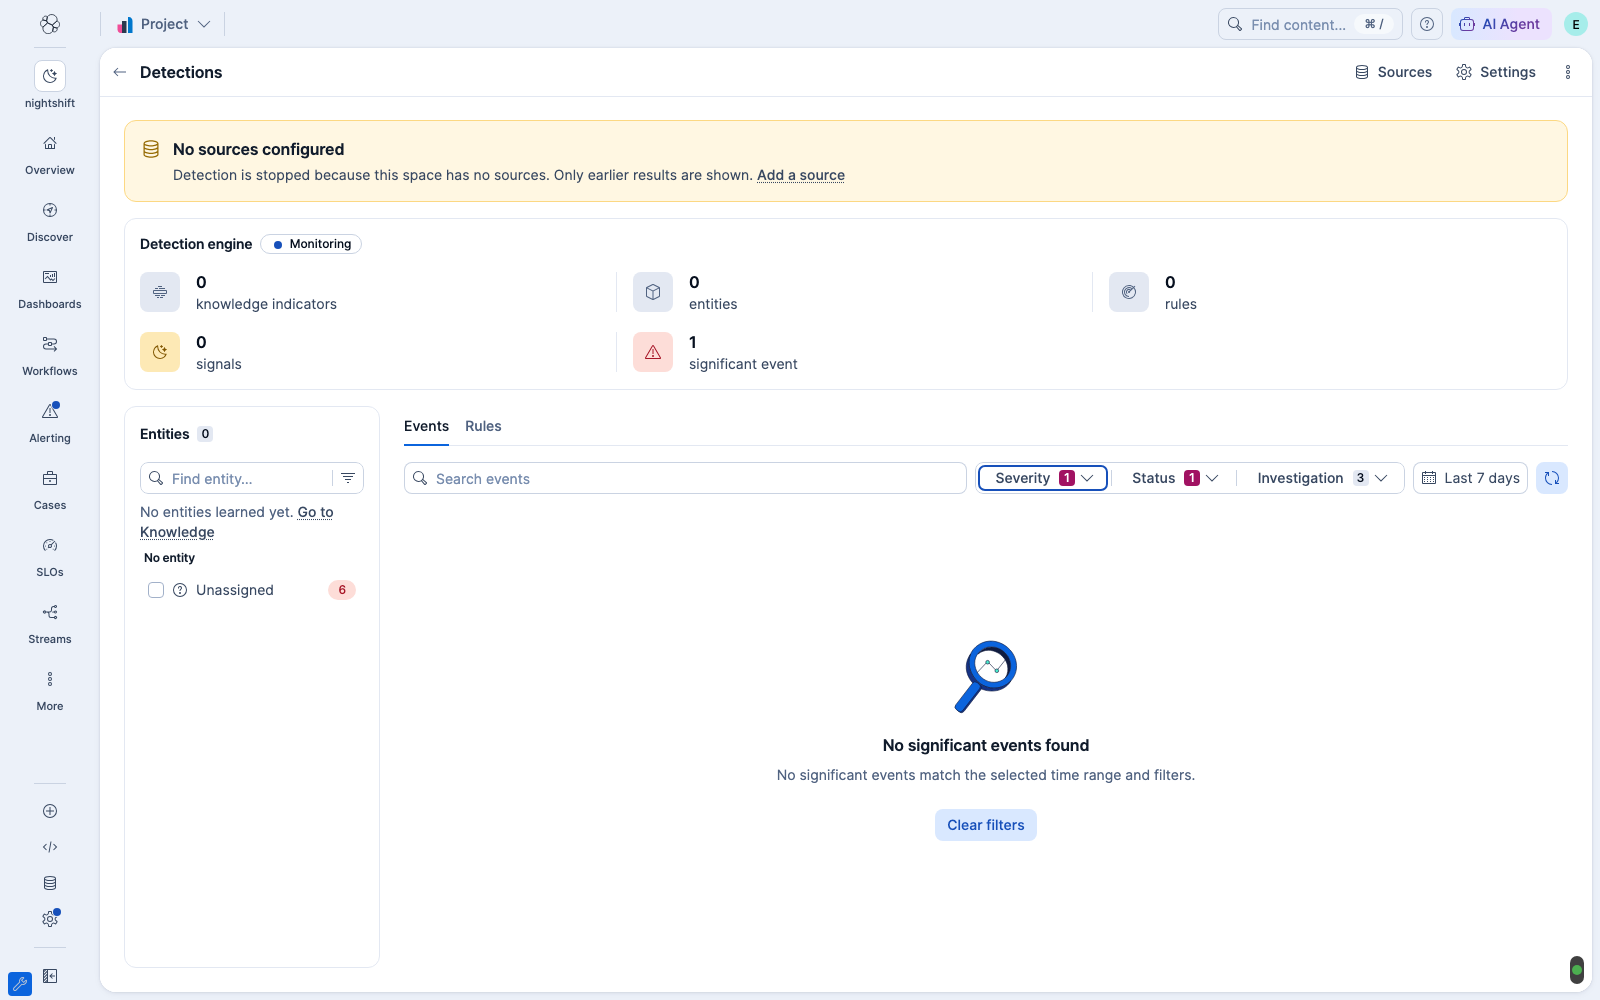 Project
Find content...
⌘ /
AI Agent
E
nightshift
Overview
Discover
Dashboards
Workflows
Alerting
Cases
SLOs
Streams
More
Detections
Sources
Settings
No sources configured
Detection is stopped because this space has no sources. Only earlier results are shown. Add a source
Detection engine
Monitoring
0
knowledge indicators
0
entities
0
rules
0
signals
1
significant event
Entities 0
Find entity...
No entities learned yet. Go to
Knowledge
No entity
Unassigned
6
Events
Rules
Search events
Severity 1
Status 1
Investigation 3
Last 7 days
No significant events found
No significant events match the selected time range and filters.
Clear filters